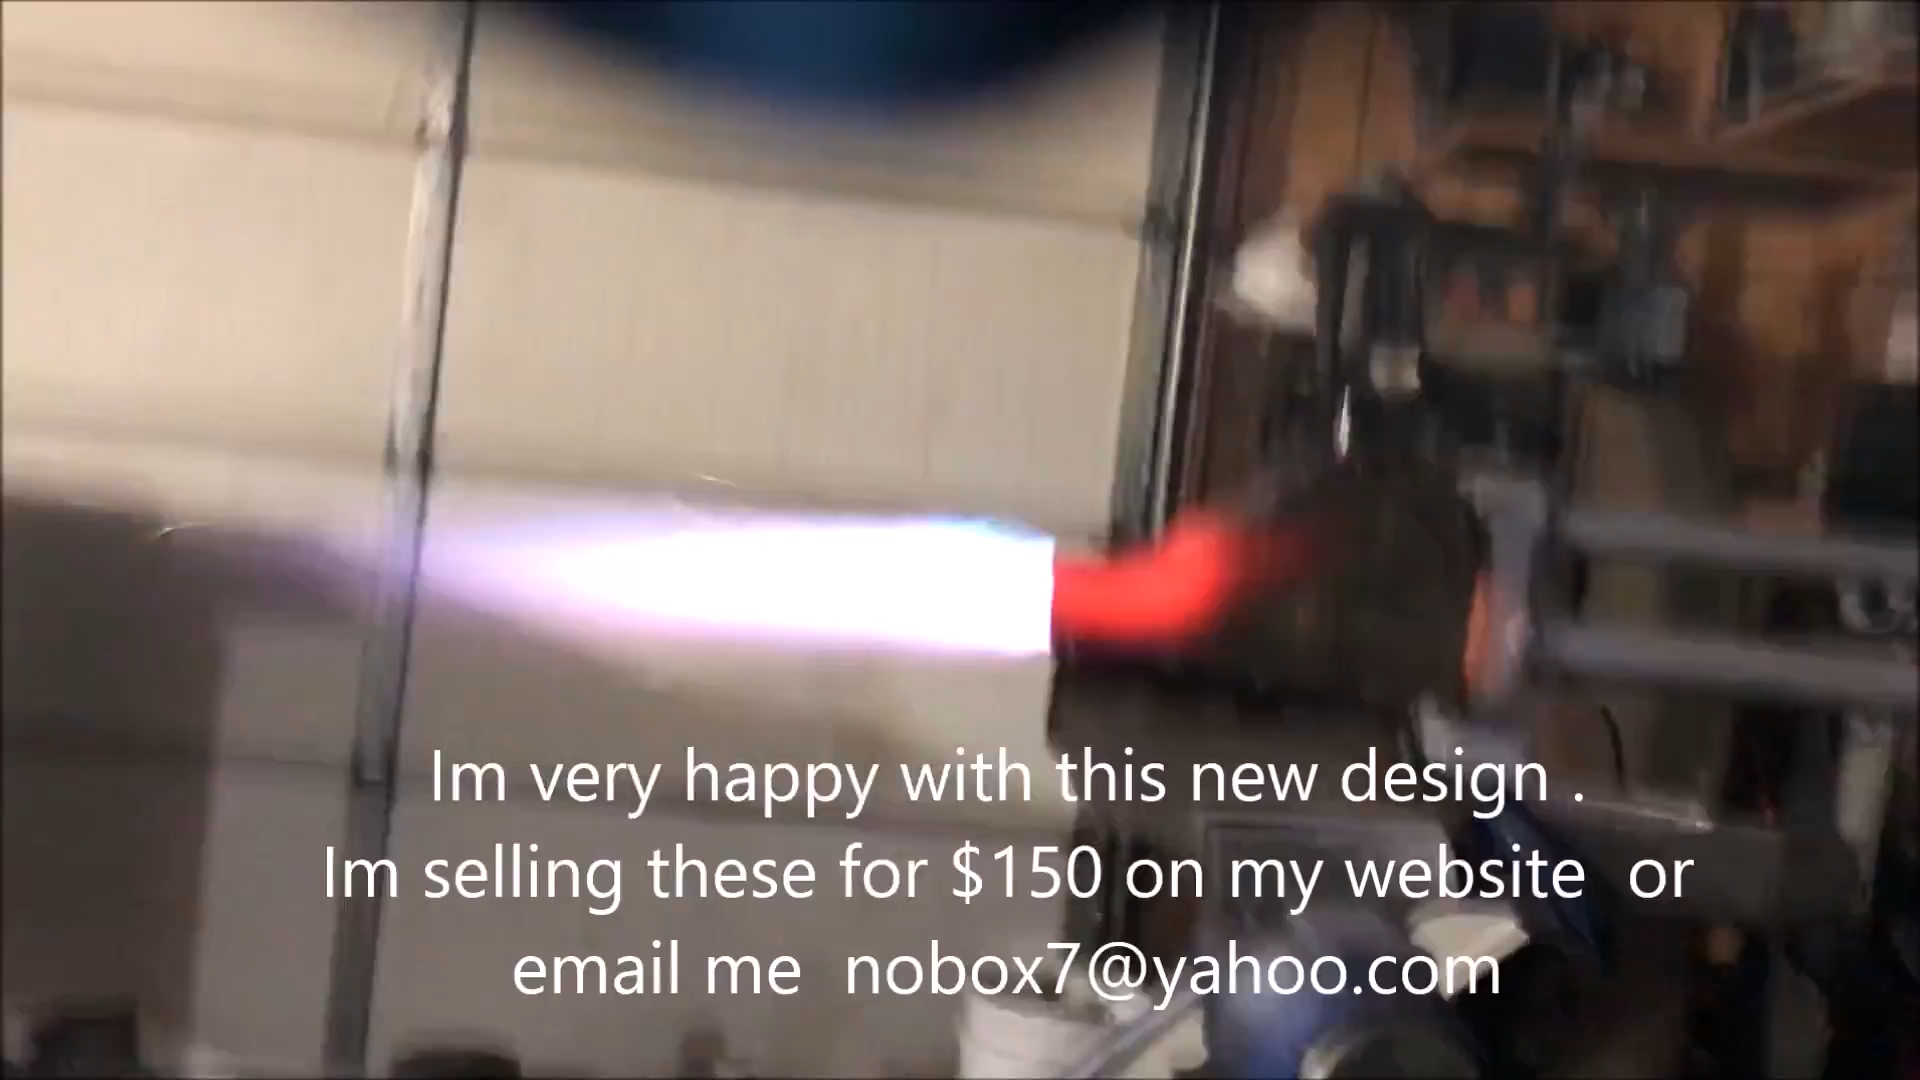 Im very happy with this new design .
Im selling these for $150 on my website  or
email me  nobox7@yahoo.com